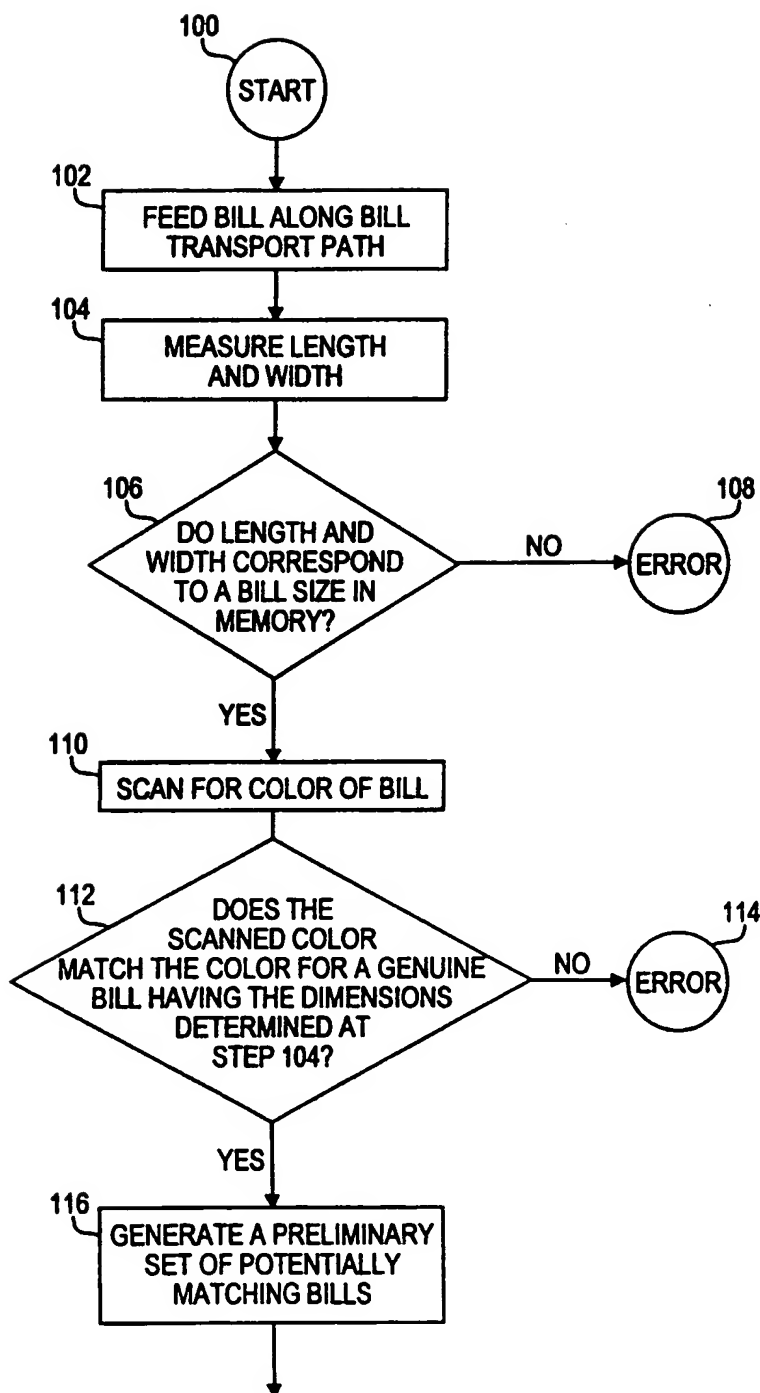 100
START
102
FEED BILL ALONG BILL
TRANSPORT PATH
104
MEASURE LENGTH
AND WIDTH
106
DO LENGTH AND
WIDTH CORRESPOND
TO A BILL SIZE IN
MEMORY?
NO
108
ERROR
YES
110
SCAN FOR COLOR OF BILL
112
DOES THE
SCANNED COLOR
MATCH THE COLOR FOR A GENUINE
BILL HAVING THE DIMENSIONS
DETERMINED AT
STEP 104?
NO
114
ERROR
YES
116
GENERATE A PRELIMINARY
SET OF POTENTIALLY
MATCHING BILLS